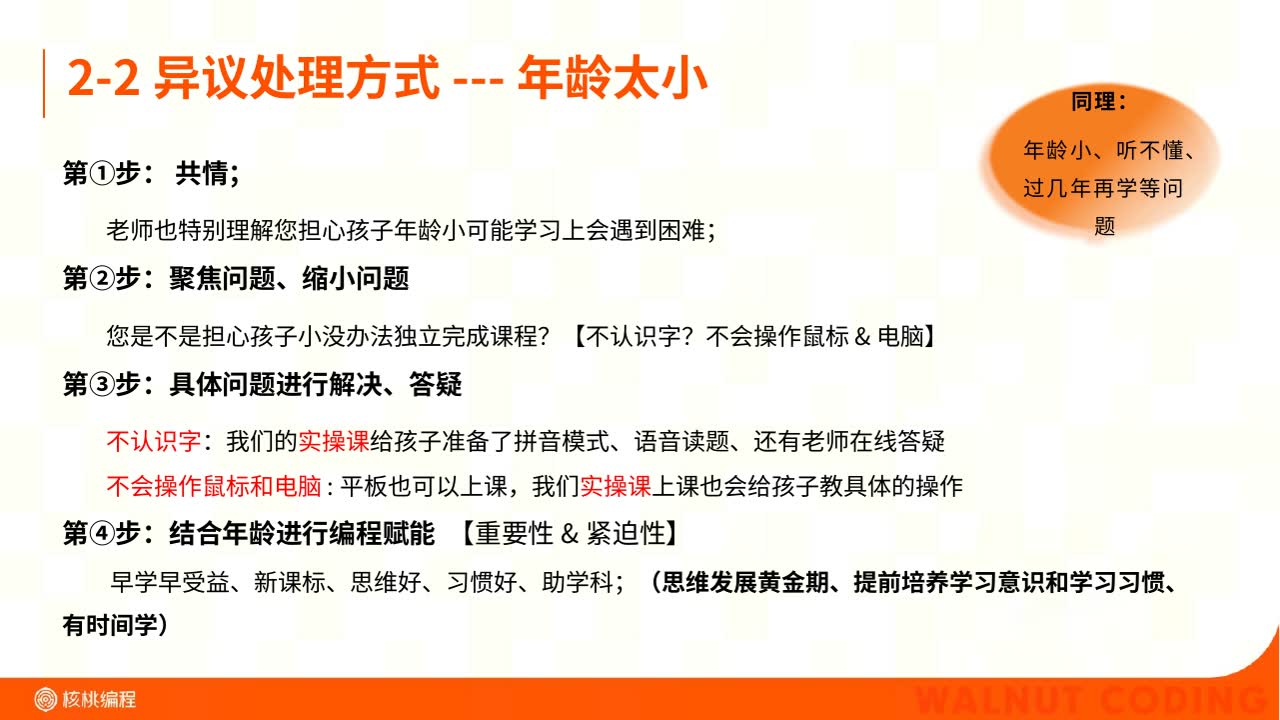 2-2 异议处理方式 --- 年龄太小
同理：
年龄小、听不懂、
过几年再学等问
题
第①步： 共情；
老师也特别理解您担心孩子年龄小可能学习上会遇到困难；
第②步：聚焦问题、缩小问题
您是不是担心孩子小没办法独立完成课程？【不认识字？不会操作鼠标 & 电脑】
第③步：具体问题进行解决、答疑
不认识字：我们的实操课给孩子准备了拼音模式、语音读题、还有老师在线答疑
不会操作鼠标和电脑 : 平板也可以上课，我们实操课上课也会给孩子教具体的操作
第④步：结合年龄进行编程赋能 【重要性 & 紧迫性】
早学早受益、新课标、思维好、习惯好、助学科；（思维发展黄金期、提前培养学习意识和学习习惯、
有时间学）
核桃编程
WALNUT CODING